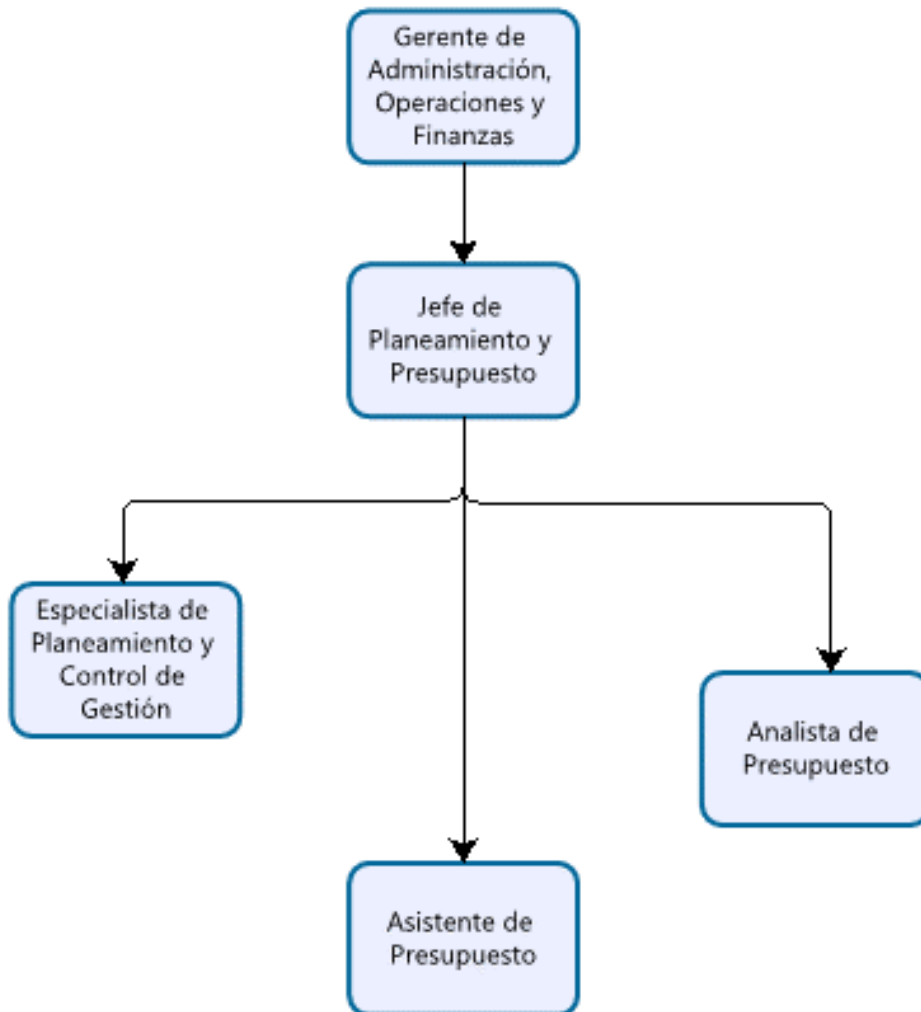 Gerente de
Administración,
Operaciones y
Finanzas
Jefe de
Planeamiento y
Presupuesto
Especialista de
Planeamiento y
Control de
Gestión
Analista de
Presupuesto
Asistente de
Presupuesto